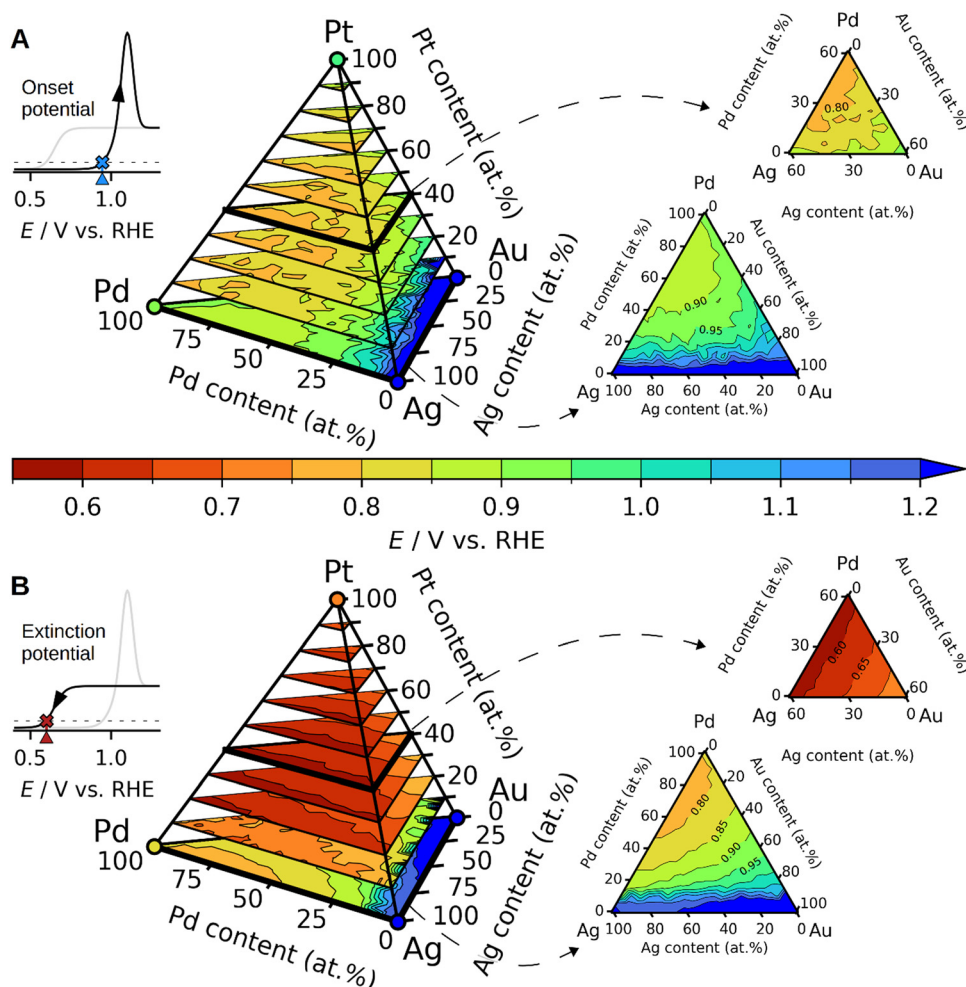 A
Onset
potential
0.5
1.0
E / V vs. RHE
Pt
100
80
60
40
20
0
Pt content (at.%)
Au
0
25
50
75
100
Ag content (at.%)
Pd
100
75
50
25
0
Pd content (at.%)
Ag
Pd
60
0
30
30
0
60
0.80
Pd content (at.%)
Au content (at.%)
60
30
0
Ag
Au
Ag content (at.%)
Pd
100
0
80
20
60
40
40
60
20
80
0
100
0.90
0.95
Pd content (at.%)
Au content (at.%)
Ag
100
80
60
40
20
0
Au
Ag content (at.%)
0.6
0.7
0.8
0.9
1.0
1.1
1.2
E / V vs. RHE
B
Extinction
potential
0.5
1.0
E / V vs. RHE
Pt
100
80
60
40
20
0
Pt content (at.%)
Au
0
25
50
75
100
Ag content (at.%)
Pd
100
75
50
25
0
Pd content (at.%)
Ag
Pd
60
0
30
30
0
60
0.60
0.65
Pd content (at.%)
Au content (at.%)
Ag
60
30
0
Au
Ag content (at.%)
Pd
100
0
80
20
60
40
40
60
20
80
0
100
0.80
0.85
0.90
0.95
Pd content (at.%)
Au content (at.%)
Ag
100
80
60
40
20
0
Au
Ag content (at.%)